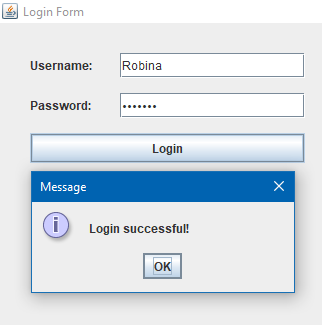 Login Form
Username: Robina
Password: •••••••
Login
Message
Login successful!
OK